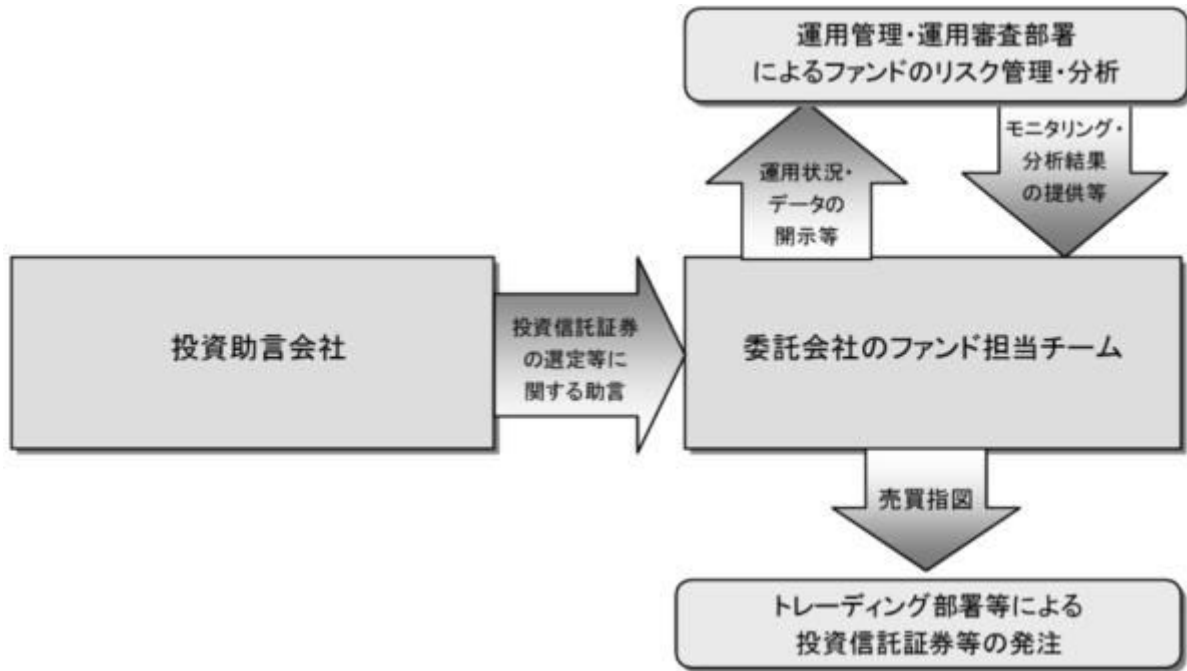 運用管理・運用審査部署
によるファンドのリスク管理・分析
運用状況・
データの
開示等
モニタリング・
分析結果
の提供等
投資助言会社
投資信託証券
の選定等に
関する助言
委託会社のファンド担当チーム
売買指図
トレーディング部署等による
投資信託証券等の発注